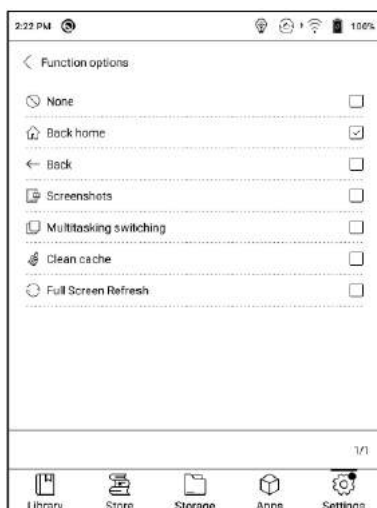 2:22 PM 100%
Function options
None
Back home
Back
Screenshots
Multitasking switching
Clean cache
Full Screen Refresh
1/1
Library Store Storage Apps Settings